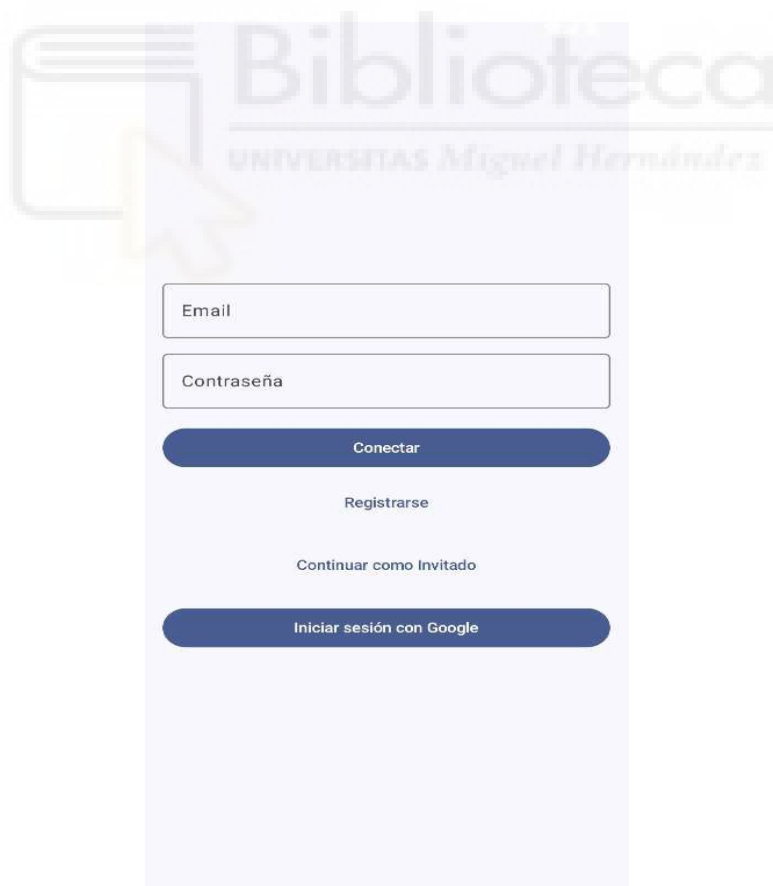 Biblioteca
UNIVERSITAS Miguel Hernández
Email
Contraseña
Conectar
Registrarse
Continuar como Invitado
Iniciar sesión con Google